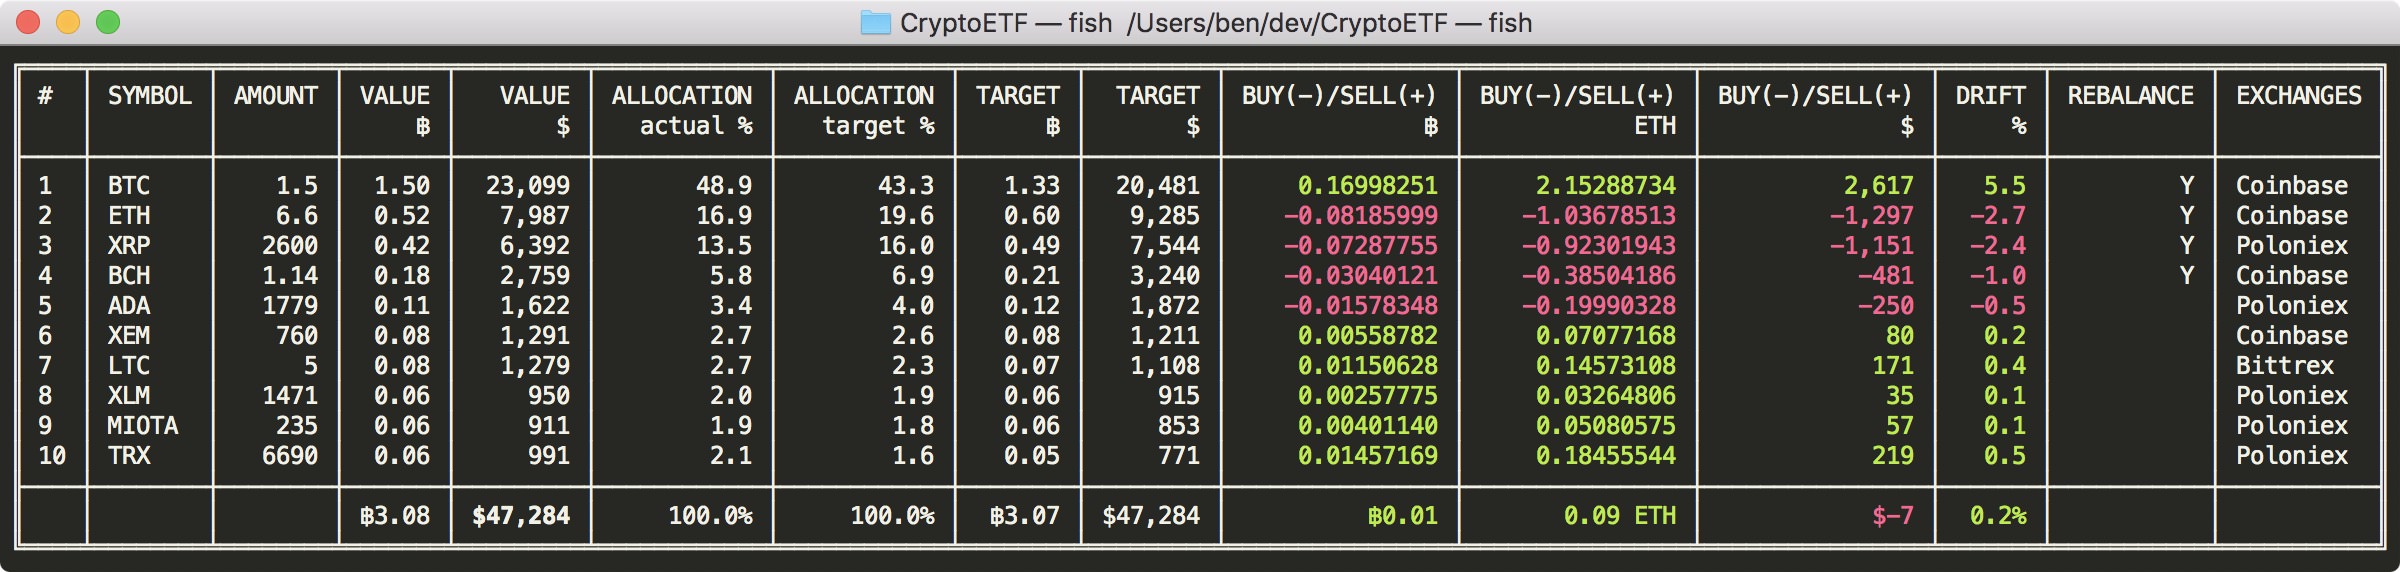 CryptoETF — fish /Users/ben/dev/CryptoETF — fish
# SYMBOL AMOUNT VALUE VALUE ALLOCATION ALLOCATION TARGET TARGET BUY(-)/SELL(+) BUY(-)/SELL(+) BUY(-)/SELL(+) DRIFT REBALANCE EXCHANGES
฿ $ actual % target % ฿ $ ฿ ETH $ %
1 BTC 1.5 1.50 23,099 48.9 43.3 1.33 20,481 0.16998251 2.15288734 2,617 5.5 Y Coinbase
2 ETH 6.6 0.52 7,987 16.9 19.6 0.60 9,285 -0.08185999 -1.03678513 -1,297 -2.7 Y Coinbase
3 XRP 2600 0.42 6,392 13.5 16.0 0.49 7,544 -0.07287755 -0.92301943 -1,151 -2.4 Y Poloniex
4 BCH 1.14 0.18 2,759 5.8 6.9 0.21 3,240 -0.03040121 -0.38504186 -481 -1.0 Y Coinbase
5 ADA 1779 0.11 1,622 3.4 4.0 0.12 1,872 -0.01578348 -0.19990328 -250 -0.5 Poloniex
6 XEM 760 0.08 1,291 2.7 2.6 0.08 1,211 0.00558782 0.07077168 80 0.2 Coinbase
7 LTC 5 0.08 1,279 2.7 2.3 0.07 1,108 0.01150628 0.14573108 171 0.4 Bittrex
8 XLM 1471 0.06 950 2.0 1.9 0.06 915 0.00257775 0.03264806 35 0.1 Poloniex
9 MIOTA 235 0.06 911 1.9 1.8 0.06 853 0.00401140 0.05080575 57 0.1 Poloniex
10 TRX 6690 0.06 991 2.1 1.6 0.05 771 0.01457169 0.18455544 219 0.5 Poloniex
฿3.08 $47,284 100.0% 100.0% ฿3.07 $47,284 ฿0.01 0.09 ETH $-7 0.2%